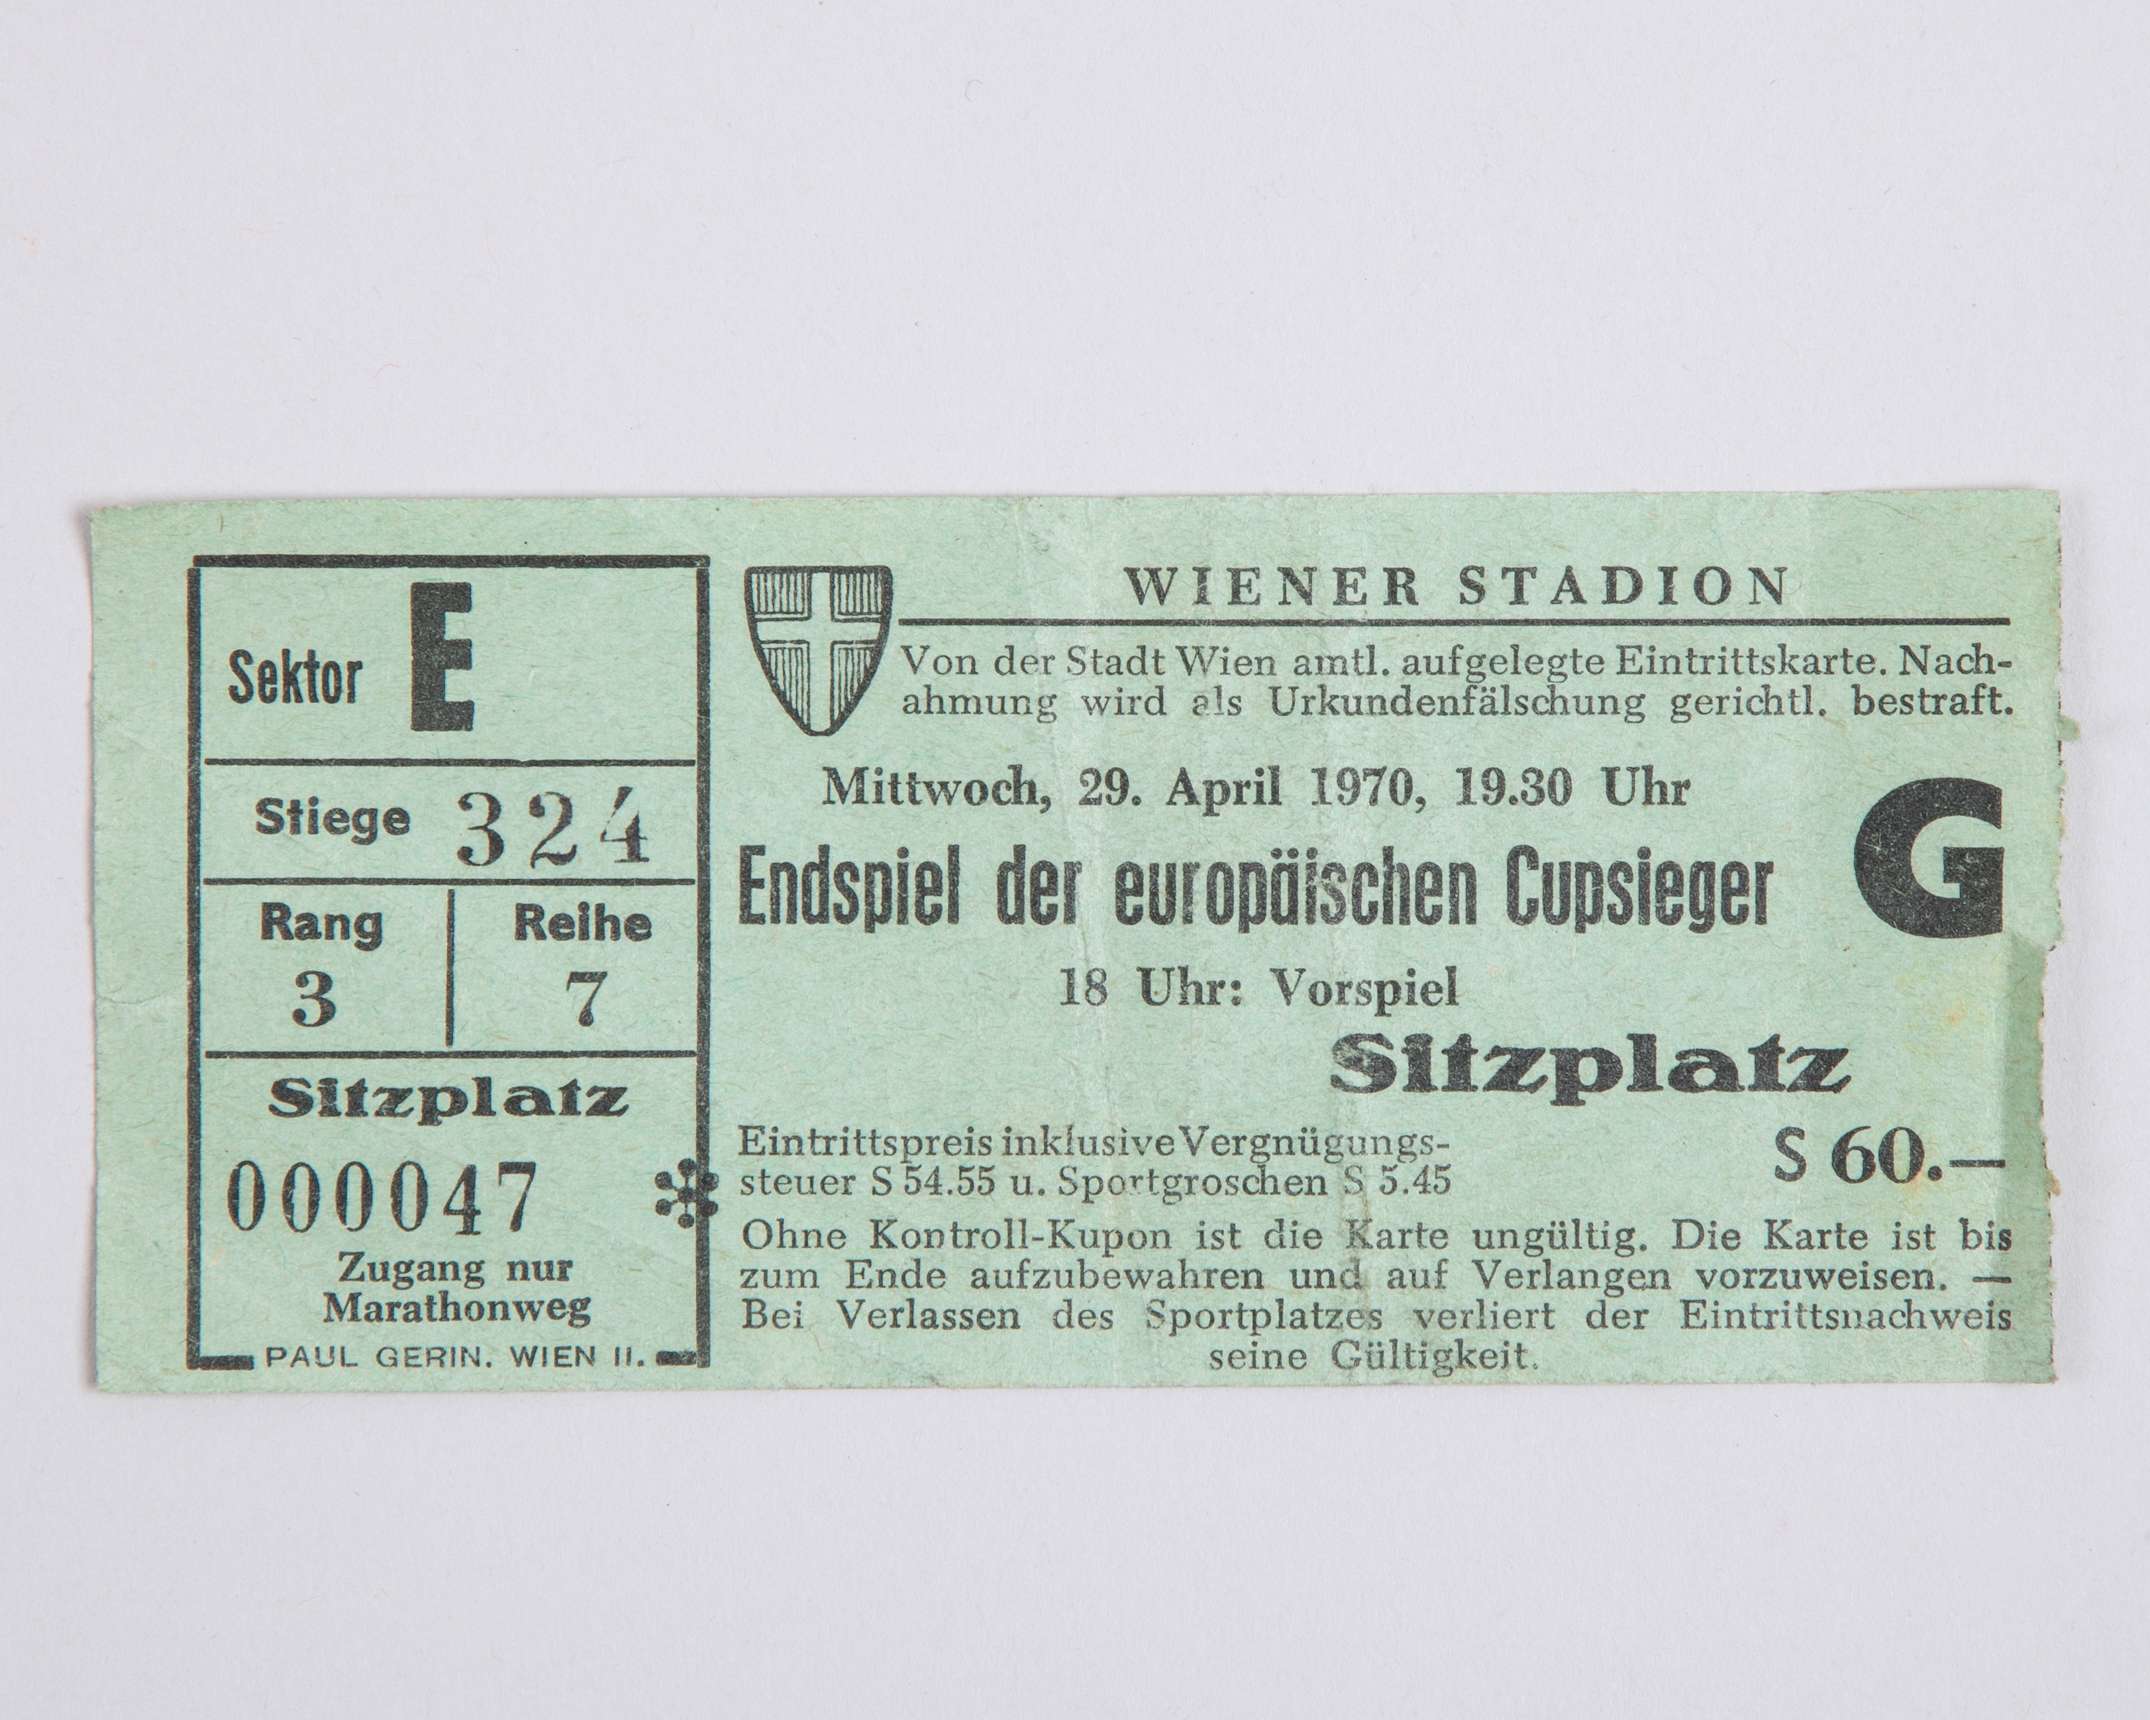 Sektor E
Stiege 324
Rang Reihe
3 7
Sitzplatz
000047
Zugang nur
Marathonweg
PAUL GERIN. WIEN II.
WIENER STADION
Von der Stadt Wien amtl. aufgelegte Eintrittskarte. Nach-
ahmung wird als Urkundenfälschung gerichtl. bestraft.
Mittwoch, 29. April 1970, 19.30 Uhr
G
Endspiel der europäischen Cupsieger
18 Uhr: Vorspiel
Sitzplatz
Eintrittspreis inklusive Vergnügungs-
steuer S 54.55 u. Sportgroschen S 5.45
S 60.—
Ohne Kontroll-Kupon ist die Karte ungültig. Die Karte ist bis
zum Ende aufzubewahren und auf Verlangen vorzuweisen. —
Bei Verlassen des Sportplatzes verliert der Eintrittsnachweis
seine Gültigkeit.